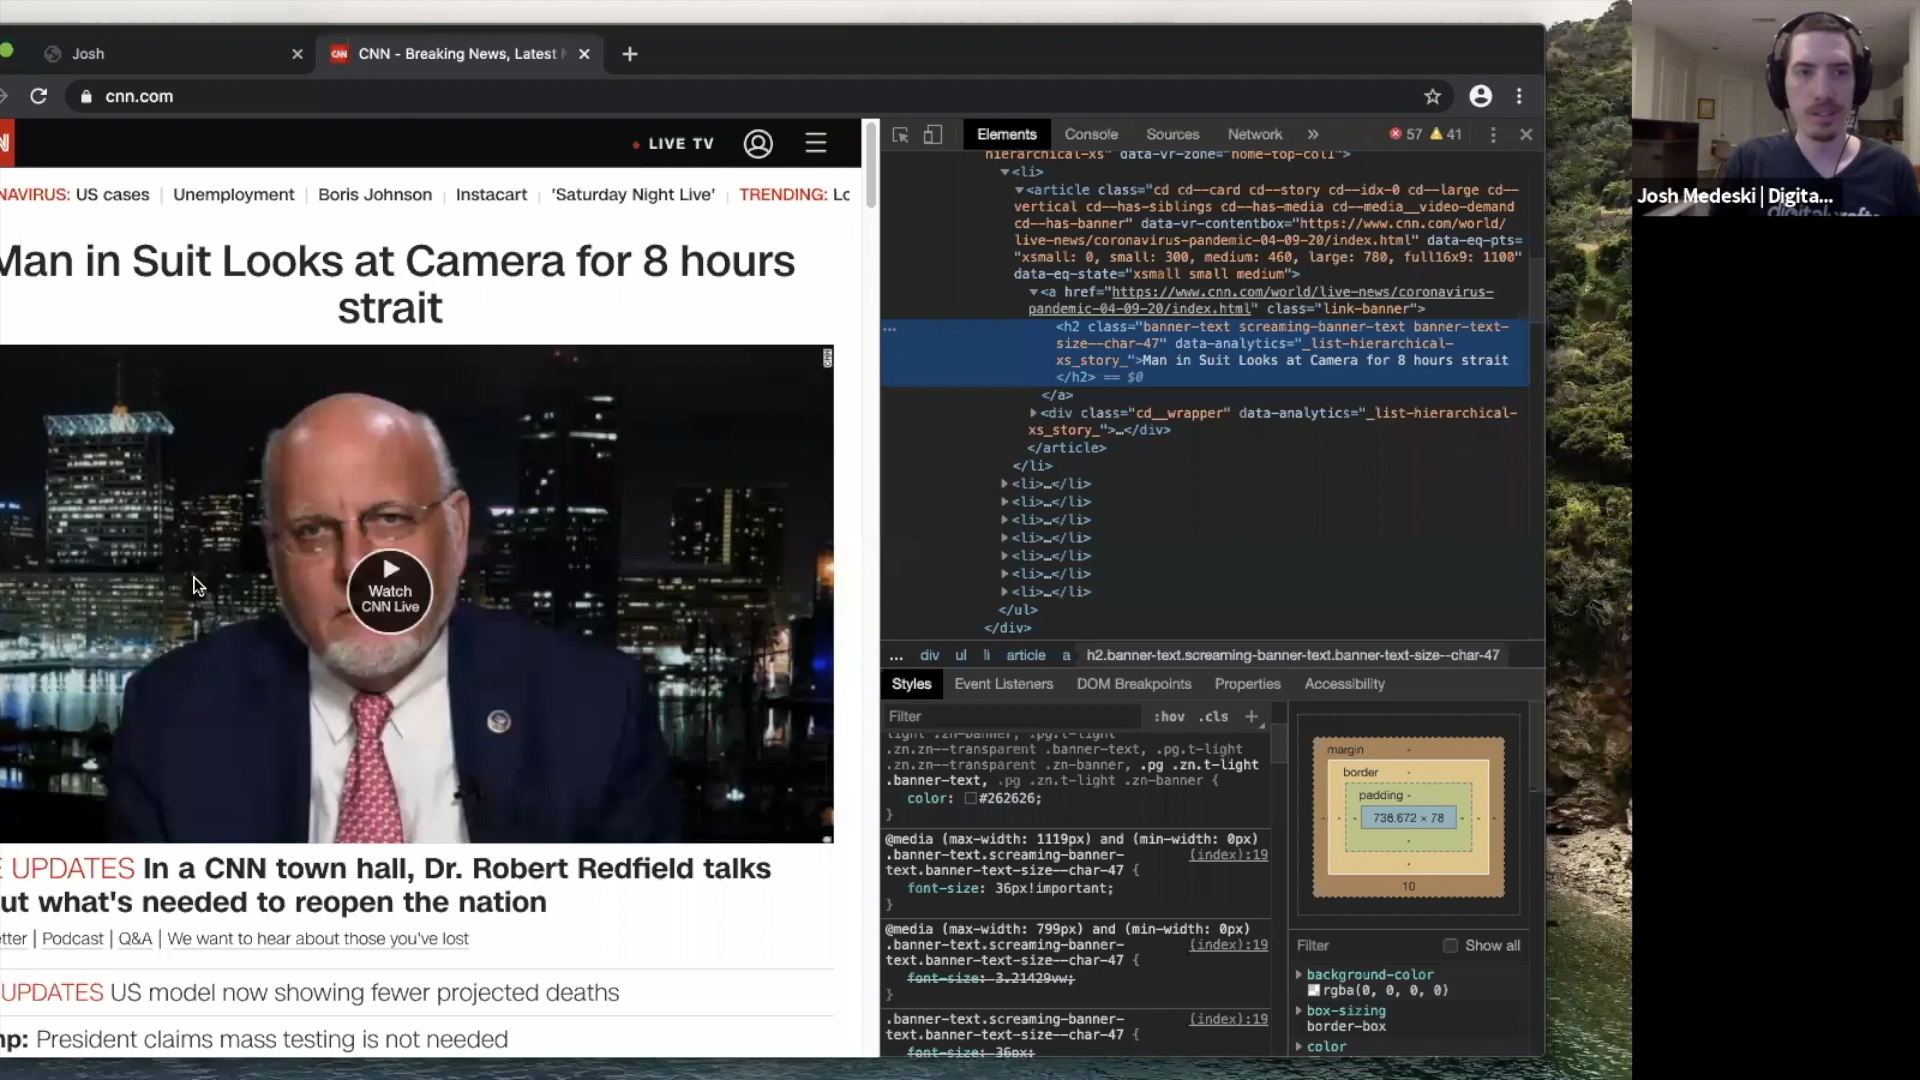 Josh
CNN - Breaking News, Latest
cnn.com
LIVE TV
NAVIRUS: US cases | Unemployment | Boris Johnson | Instacart | 'Saturday Night Live' | TRENDING: Lo
Man in Suit Looks at Camera for 8 hours
strait
Watch
CNN Live
UPDATES In a CNN town hall, Dr. Robert Redfield talks
ut what's needed to reopen the nation
tter | Podcast | Q&A | We want to hear about those you've lost
UPDATES US model now showing fewer projected deaths
mp: President claims mass testing is not needed
Elements Console Sources Network » 57 41
hierarchical-xs" data-vr-zone="home-top-col1">
<li>
<article class="cd cd--card cd--story cd--idx-0 cd--large cd--
vertical cd--has-siblings cd--has-media cd--media__video-demand
cd--has-banner" data-vr-contentbox="https://www.cnn.com/world/
live-news/coronavirus-pandemic-04-09-20/index.html" data-eq-pts=
"xsmall: 0, small: 300, medium: 460, large: 780, full16x9: 1100"
data-eq-state="xsmall small medium">
<a href="https://www.cnn.com/world/live-news/coronavirus-
pandemic-04-09-20/index.html" class="link-banner">
<h2 class="banner-text screaming-banner-text banner-text-
size--char-47" data-analytics="_list-hierarchical-
xs_story_">Man in Suit Looks at Camera for 8 hours strait
</h2> == $0
</a>
<div class="cd__wrapper" data-analytics="_list-hierarchical-
xs_story_">…</div>
</article>
</li>
<li>…</li>
<li>…</li>
<li>…</li>
<li>…</li>
<li>…</li>
<li>…</li>
<li>…</li>
</ul>
</div>
... div ul li article a h2.banner-text.screaming-banner-text.banner-text-size--char-47
Styles Event Listeners DOM Breakpoints Properties Accessibility
Filter :hov .cls +
light .zn-banner, .pg.t-light
.zn.zn--transparent .banner-text, .pg.t-light
.zn.zn--transparent .zn-banner, .pg .zn.t-light
.banner-text, .pg .zn.t-light .zn-banner {
color: #262626;
}
@media (max-width: 1119px) and (min-width: 0px)
.banner-text.screaming-banner- (index):19
text.banner-text-size--char-47 {
font-size: 36px!important;
}
@media (max-width: 799px) and (min-width: 0px)
.banner-text.screaming-banner- (index):19
text.banner-text-size--char-47 {
font-size: 3.21429vw;
}
.banner-text.screaming-banner- (index):19
text.banner-text-size--char-47 {
font-size: 36px;
margin -
border -
padding -
738.672 × 78
-
-
10
Filter Show all
background-color
rgba(0, 0, 0, 0)
box-sizing
border-box
color
Josh Medeski | Digita...